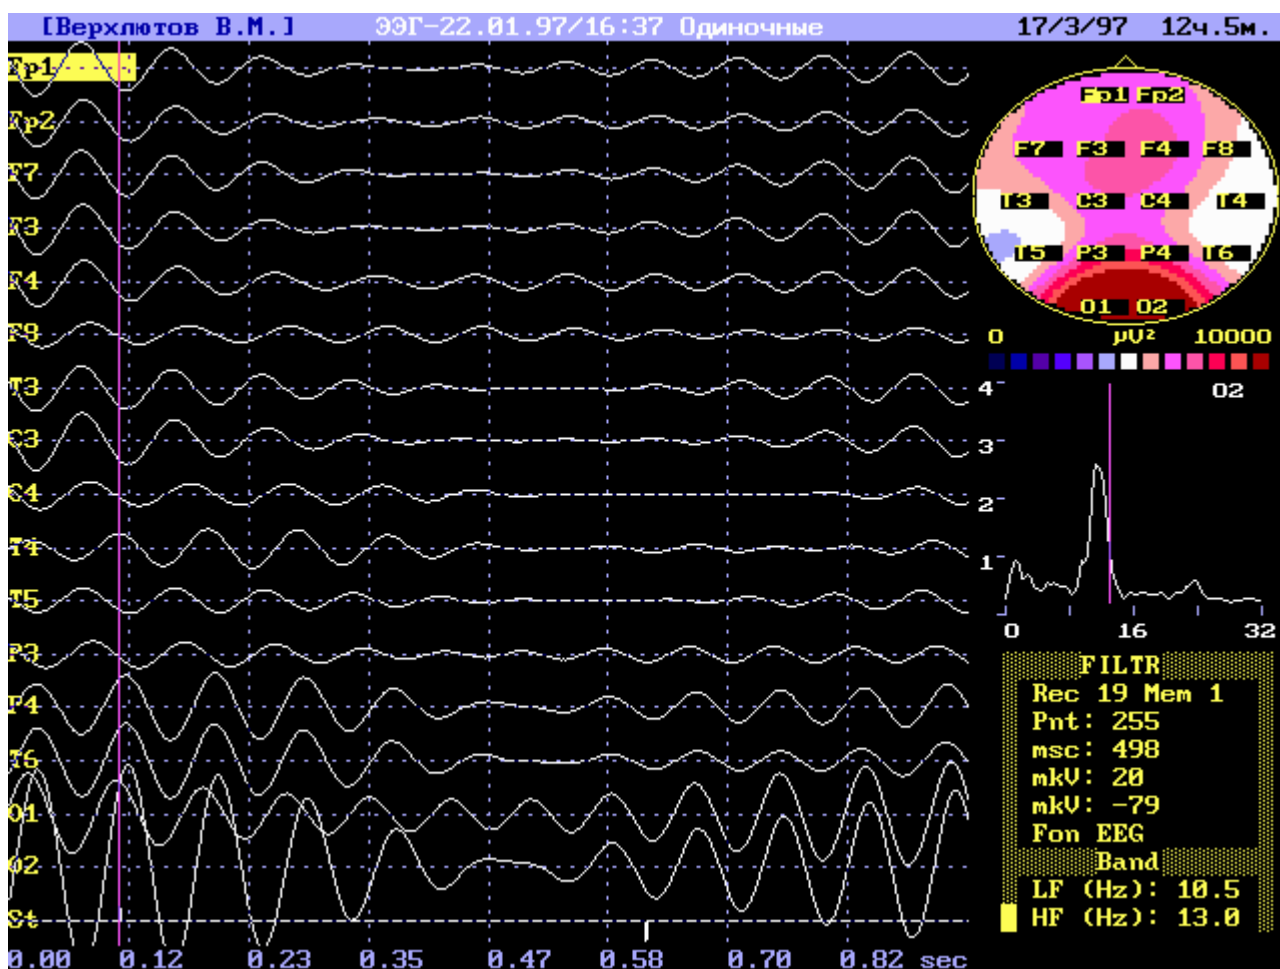 [Верхлютов В.М.] ЭЭГ-22.01.97/16:37 Одиночные 17/3/97 12ч.5м.
Fp1
Fp2
F7
F3
F4
F8
T3
C3
C4
T4
T5
P3
P4
T6
O1
O2
St
0.00 0.12 0.23 0.35 0.47 0.58 0.70 0.82 sec
Fp1 Fp2
F7 F3 F4 F8
T3 C3 C4 T4
T5 P3 P4 T6
O1 O2
0 µV² 10000
O2
4
3
2
1
0 16 32
FILTR
Rec 19 Mem 1
Pnt: 255
msc: 498
mkV: 20
mkV: -79
Fon EEG
Band
LF (Hz): 10.5
HF (Hz): 13.0